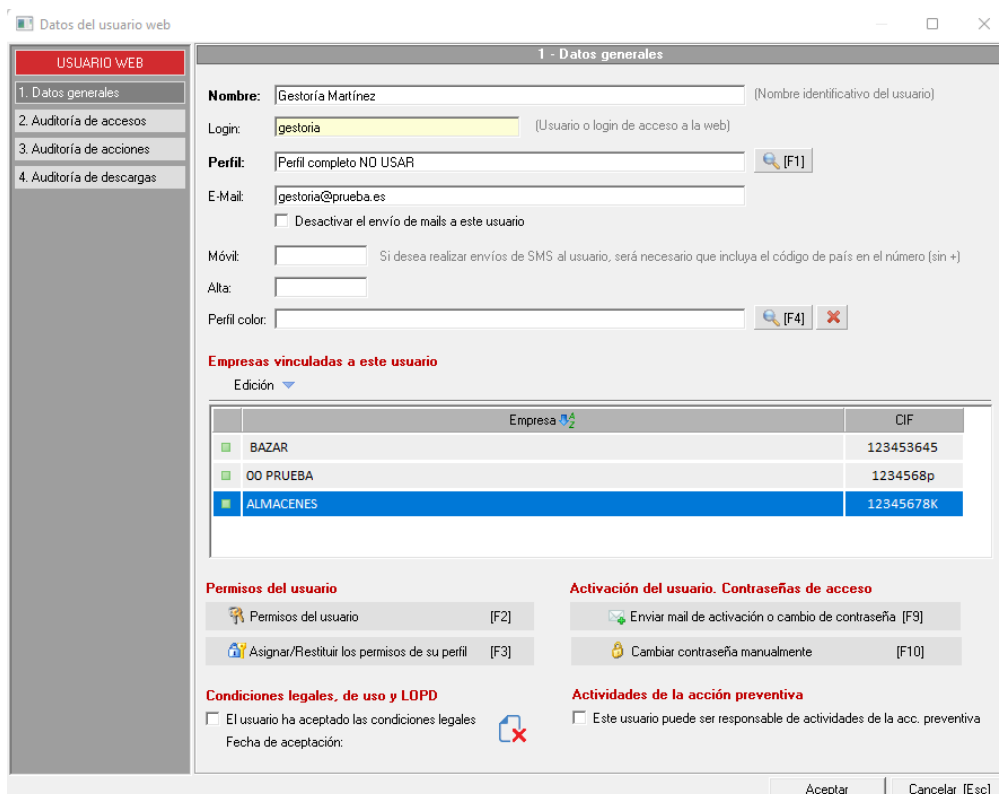 Datos del usuario web
USUARIO WEB
1. Datos generales
2. Auditoría de accesos
3. Auditoría de acciones
4. Auditoría de descargas
1 - Datos generales
Nombre: Gestoría Martínez (Nombre identificativo del usuario)
Login: gestoria (Usuario o login de acceso a la web)
Perfil: Perfil completo NO USAR [F1]
E-Mail: gestoria@prueba.es
Desactivar el envío de mails a este usuario
Móvil: Si desea realizar envíos de SMS al usuario, será necesario que incluya el código de país en el número (sin +)
Alta:
Perfil color: [F4]
Empresas vinculadas a este usuario
Edición
Empresa CIF
BAZAR 123453645
00 PRUEBA 1234568p
ALMACENES 12345678K
Permisos del usuario
Permisos del usuario [F2]
Asignar/Restituir los permisos de su perfil [F3]
Activación del usuario. Contraseñas de acceso
Enviar mail de activación o cambio de contraseña [F9]
Cambiar contraseña manualmente [F10]
Condiciones legales, de uso y LOPD
El usuario ha aceptado las condiciones legales
Fecha de aceptación:
Actividades de la acción preventiva
Este usuario puede ser responsable de actividades de la acc. preventiva
Aceptar Cancelar [Esc]